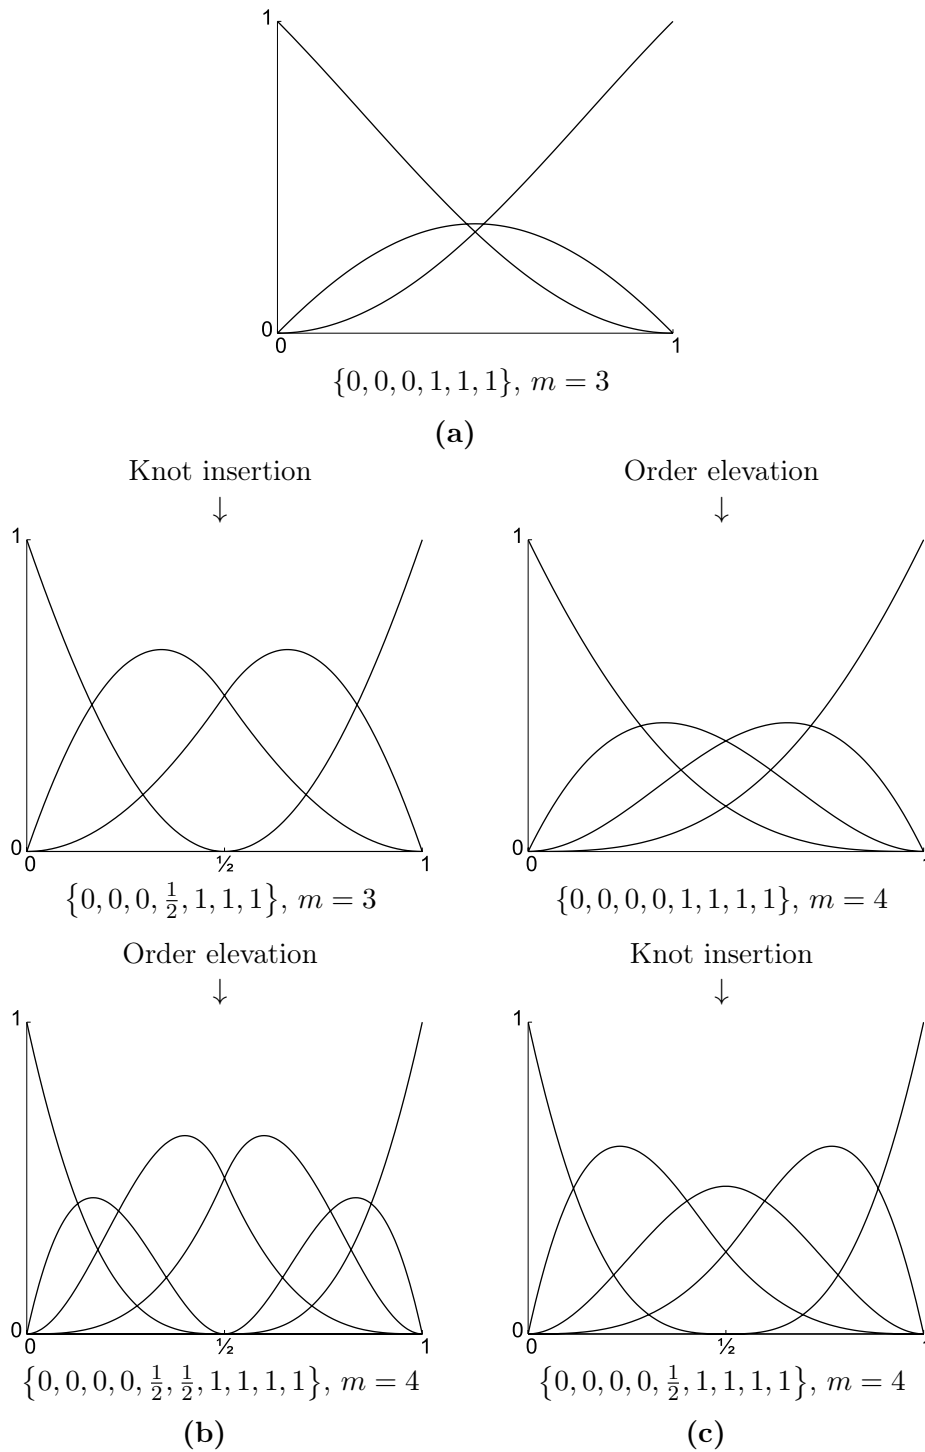 1
0
0 1
{0, 0, 0, 1, 1, 1}, m = 3
(a)
Knot insertion
↓
Order elevation
↓
1
0
0 ½ 1
{0, 0, 0, 1/2, 1, 1, 1}, m = 3
1
0
0 1
{0, 0, 0, 0, 1, 1, 1, 1}, m = 4
Order elevation
↓
Knot insertion
↓
1
0
0 ½ 1
{0, 0, 0, 0, 1/2, 1/2, 1, 1, 1, 1}, m = 4
(b)
1
0
0 ½ 1
{0, 0, 0, 0, 1/2, 1, 1, 1, 1}, m = 4
(c)